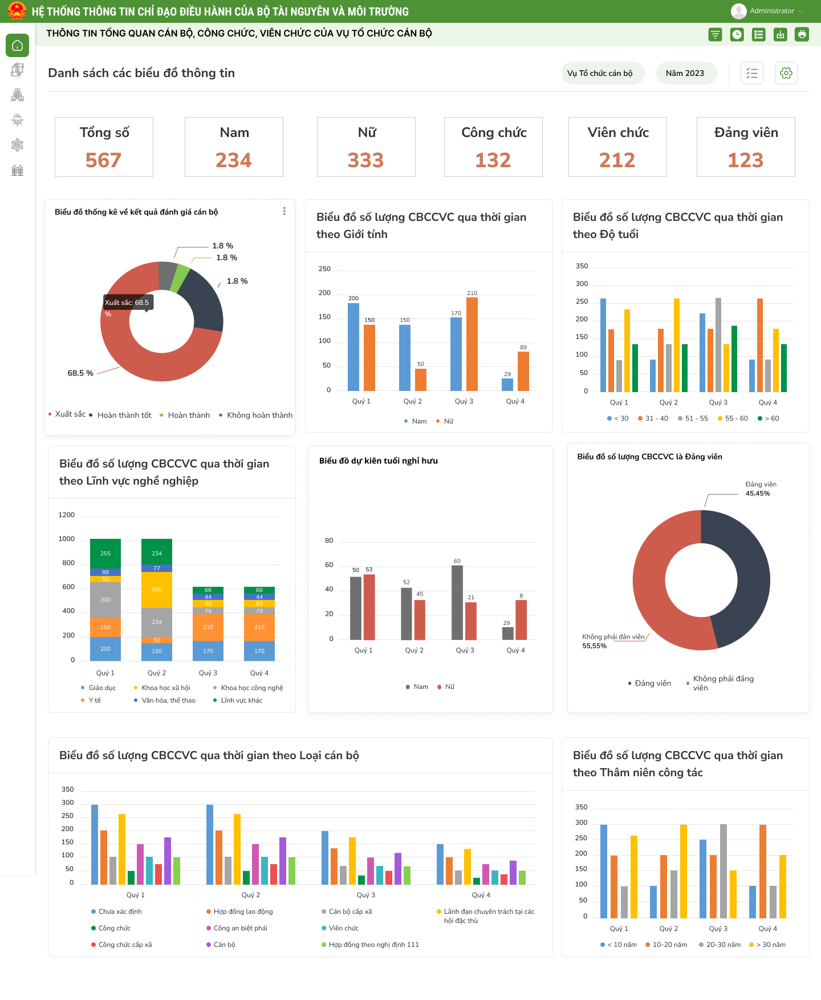 HỆ THỐNG THÔNG TIN CHỈ ĐẠO ĐIỀU HÀNH CỦA BỘ TÀI NGUYÊN VÀ MÔI TRƯỜNG
Administrator
THÔNG TIN TỔNG QUAN CÁN BỘ, CÔNG CHỨC, VIÊN CHỨC CỦA VỤ TỔ CHỨC CÁN BỘ
Danh sách các biểu đồ thông tin
Vụ Tổ chức cán bộ
Năm 2023
Tổng số
567
Nam
234
Nữ
333
Công chức
132
Viên chức
212
Đảng viên
123
Biểu đồ thống kê về kết quả đánh giá cán bộ
1.8 %
1.8 %
1.8 %
Xuất sắc: 68.5
%
68.5 %
Xuất sắc
Hoàn thành tốt
Hoàn thành
Không hoàn thành
Biểu đồ số lượng CBCCVC qua thời gian
theo Giới tính
250
200
150
100
50
0
200
150
150
50
170
210
29
89
Quý 1
Quý 2
Quý 3
Quý 4
Nam
Nữ
Biểu đồ số lượng CBCCVC qua thời gian
theo Độ tuổi
350
300
250
200
150
100
50
0
Quý 1
Quý 2
Quý 3
Quý 4
< 30
31 - 40
51 - 55
55 - 60
> 60
Biểu đồ số lượng CBCCVC qua thời gian
theo Lĩnh vực nghề nghiệp
1200
1000
800
600
400
200
0
255
88
50
300
150
200
234
77
300
234
50
150
66
44
89
79
210
170
66
44
89
79
210
170
Quý 1
Quý 2
Quý 3
Quý 4
Giáo dục
Khoa học xã hội
Khoa học công nghệ
Y tế
Văn hóa, thể thao
Lĩnh vực khác
Biểu đồ dự kiên tuổi nghỉ hưu
80
60
40
20
0
50
53
52
45
60
21
29
8
Quý 1
Quý 2
Quý 3
Quý 4
Nam
Nữ
Biểu đồ số lượng CBCCVC là Đảng viên
Đảng viên
45,45%
Không phải đản viên
55,55%
Đảng viên
Không phải đảng
viên
Biểu đồ số lượng CBCCVC qua thời gian theo Loại cán bộ
350
300
250
200
150
100
50
0
Quý 1
Quý 2
Quý 3
Quý 4
Chưa xác định
Hợp đồng lao động
Cán bộ cấp xã
Lãnh đạo chuyên trách tại các
hội đặc thù
Công chức
Công an biệt phái
Viên chức
Công chức cấp xã
Cán bộ
Hợp đồng theo nghị định 111
Biểu đồ số lượng CBCCVC qua thời gian
theo Thâm niên công tác
350
300
250
200
150
100
50
0
Quý 1
Quý 2
Quý 3
Quý 4
< 10 năm
10-20 năm
20-30 năm
> 30 năm